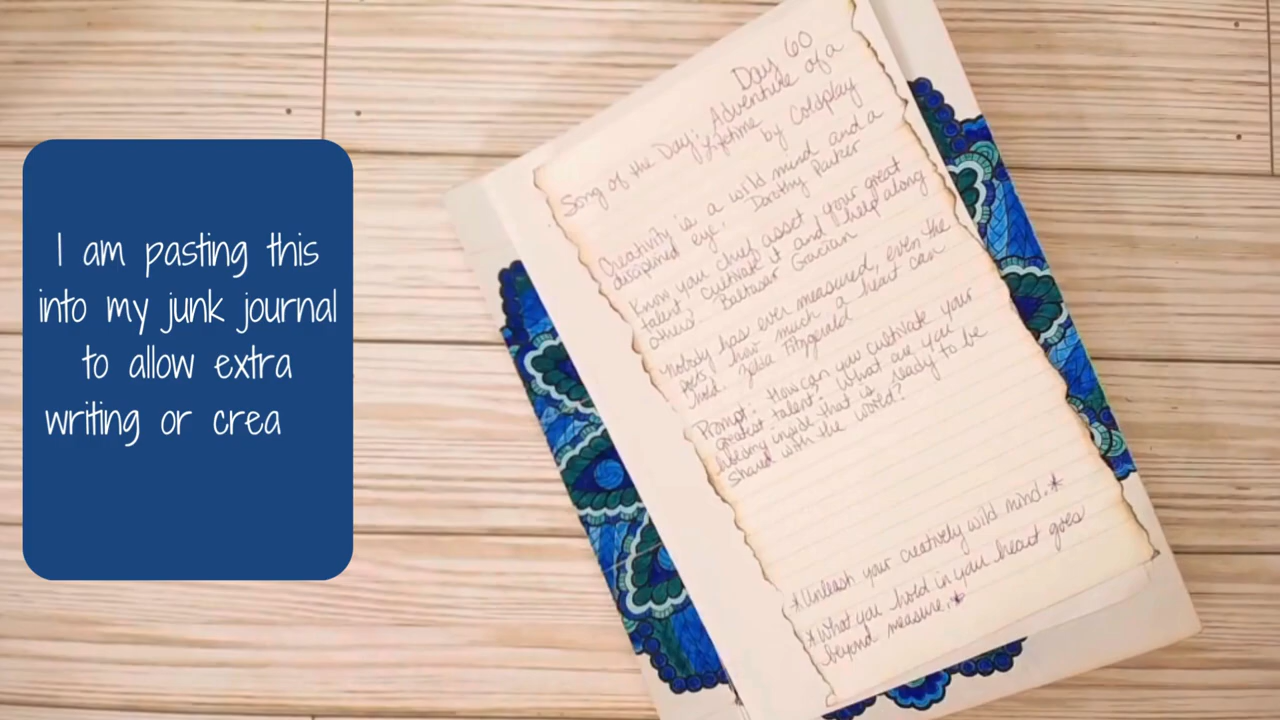 I am pasting this
into my junk journal
to allow extra
writing or crea
Day 60
Song of the Day: Adventure of a
Lifetime by Coldplay
Creativity is a wild mind and a
disciplined eye. Dorothy Parker
Know you chief asset, your great
talent. Cultivate it and help along
others. Baltasar Gracian
Nobody has ever measured, even the
poets how much a heart can
hold. Zelda Fitzgerald
Prompt: How can you cultivate your
greatest talent? What are you
inside that is ready to be
shared with the world?
*Unleash your creatively wild mind.*
*What you hold in you heart goes
beyond measure.*